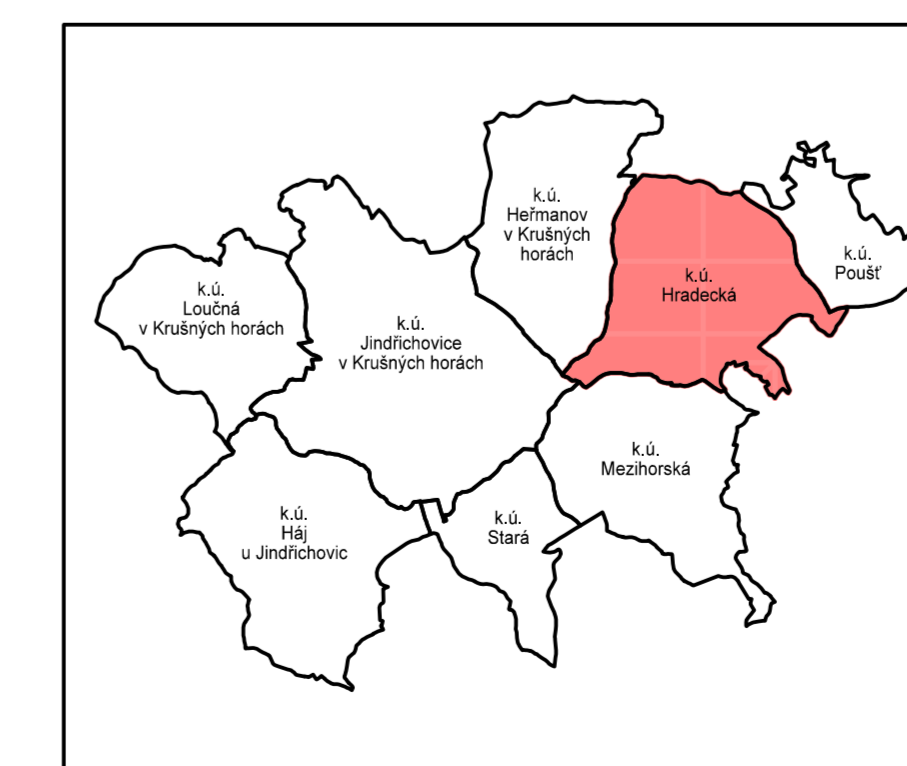 k.ú.
Heřmanov
v Krušných
horách
k.ú.
Poušť
k.ú.
Hradecká
k.ú.
Loučná
v Krušných horách
k.ú.
Jindřichovice
v Krušných horách
k.ú.
Mezihorská
k.ú.
Háj
u Jindřichovic
k.ú.
Stará